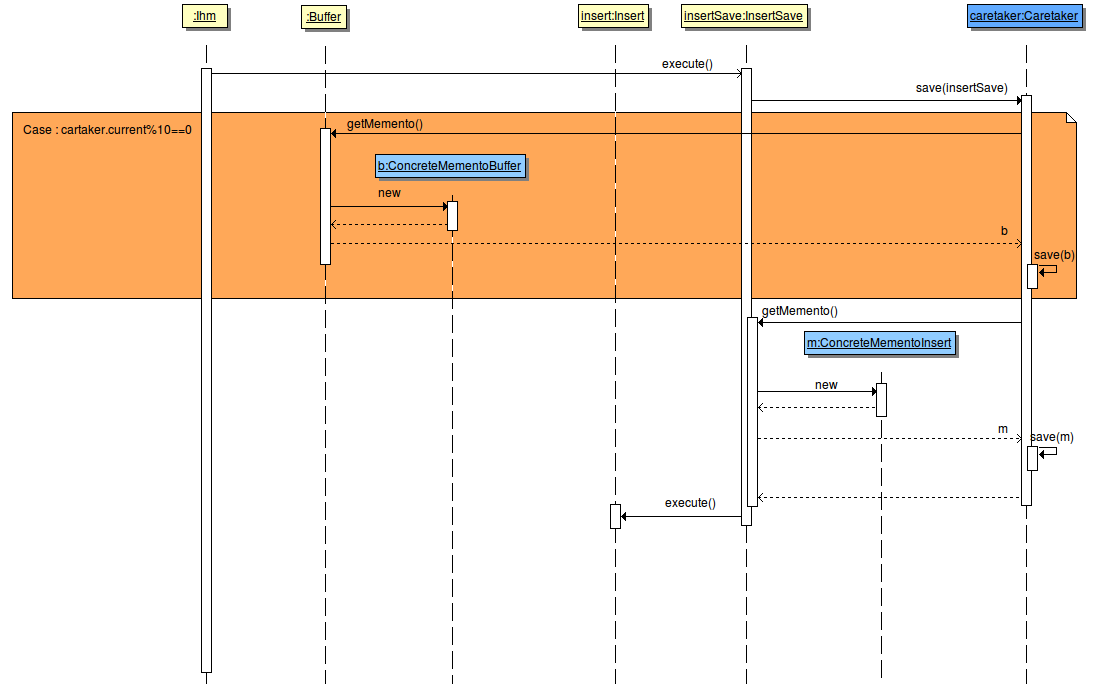 :Ihm
:Buffer
insert:Insert
insertSave:InsertSave
caretaker:Caretaker
execute()
save(insertSave)
Case : cartaker.current%10==0
getMemento()
b:ConcreteMementoBuffer
new
b
save(b)
getMemento()
m:ConcreteMementoInsert
new
m
save(m)
execute()